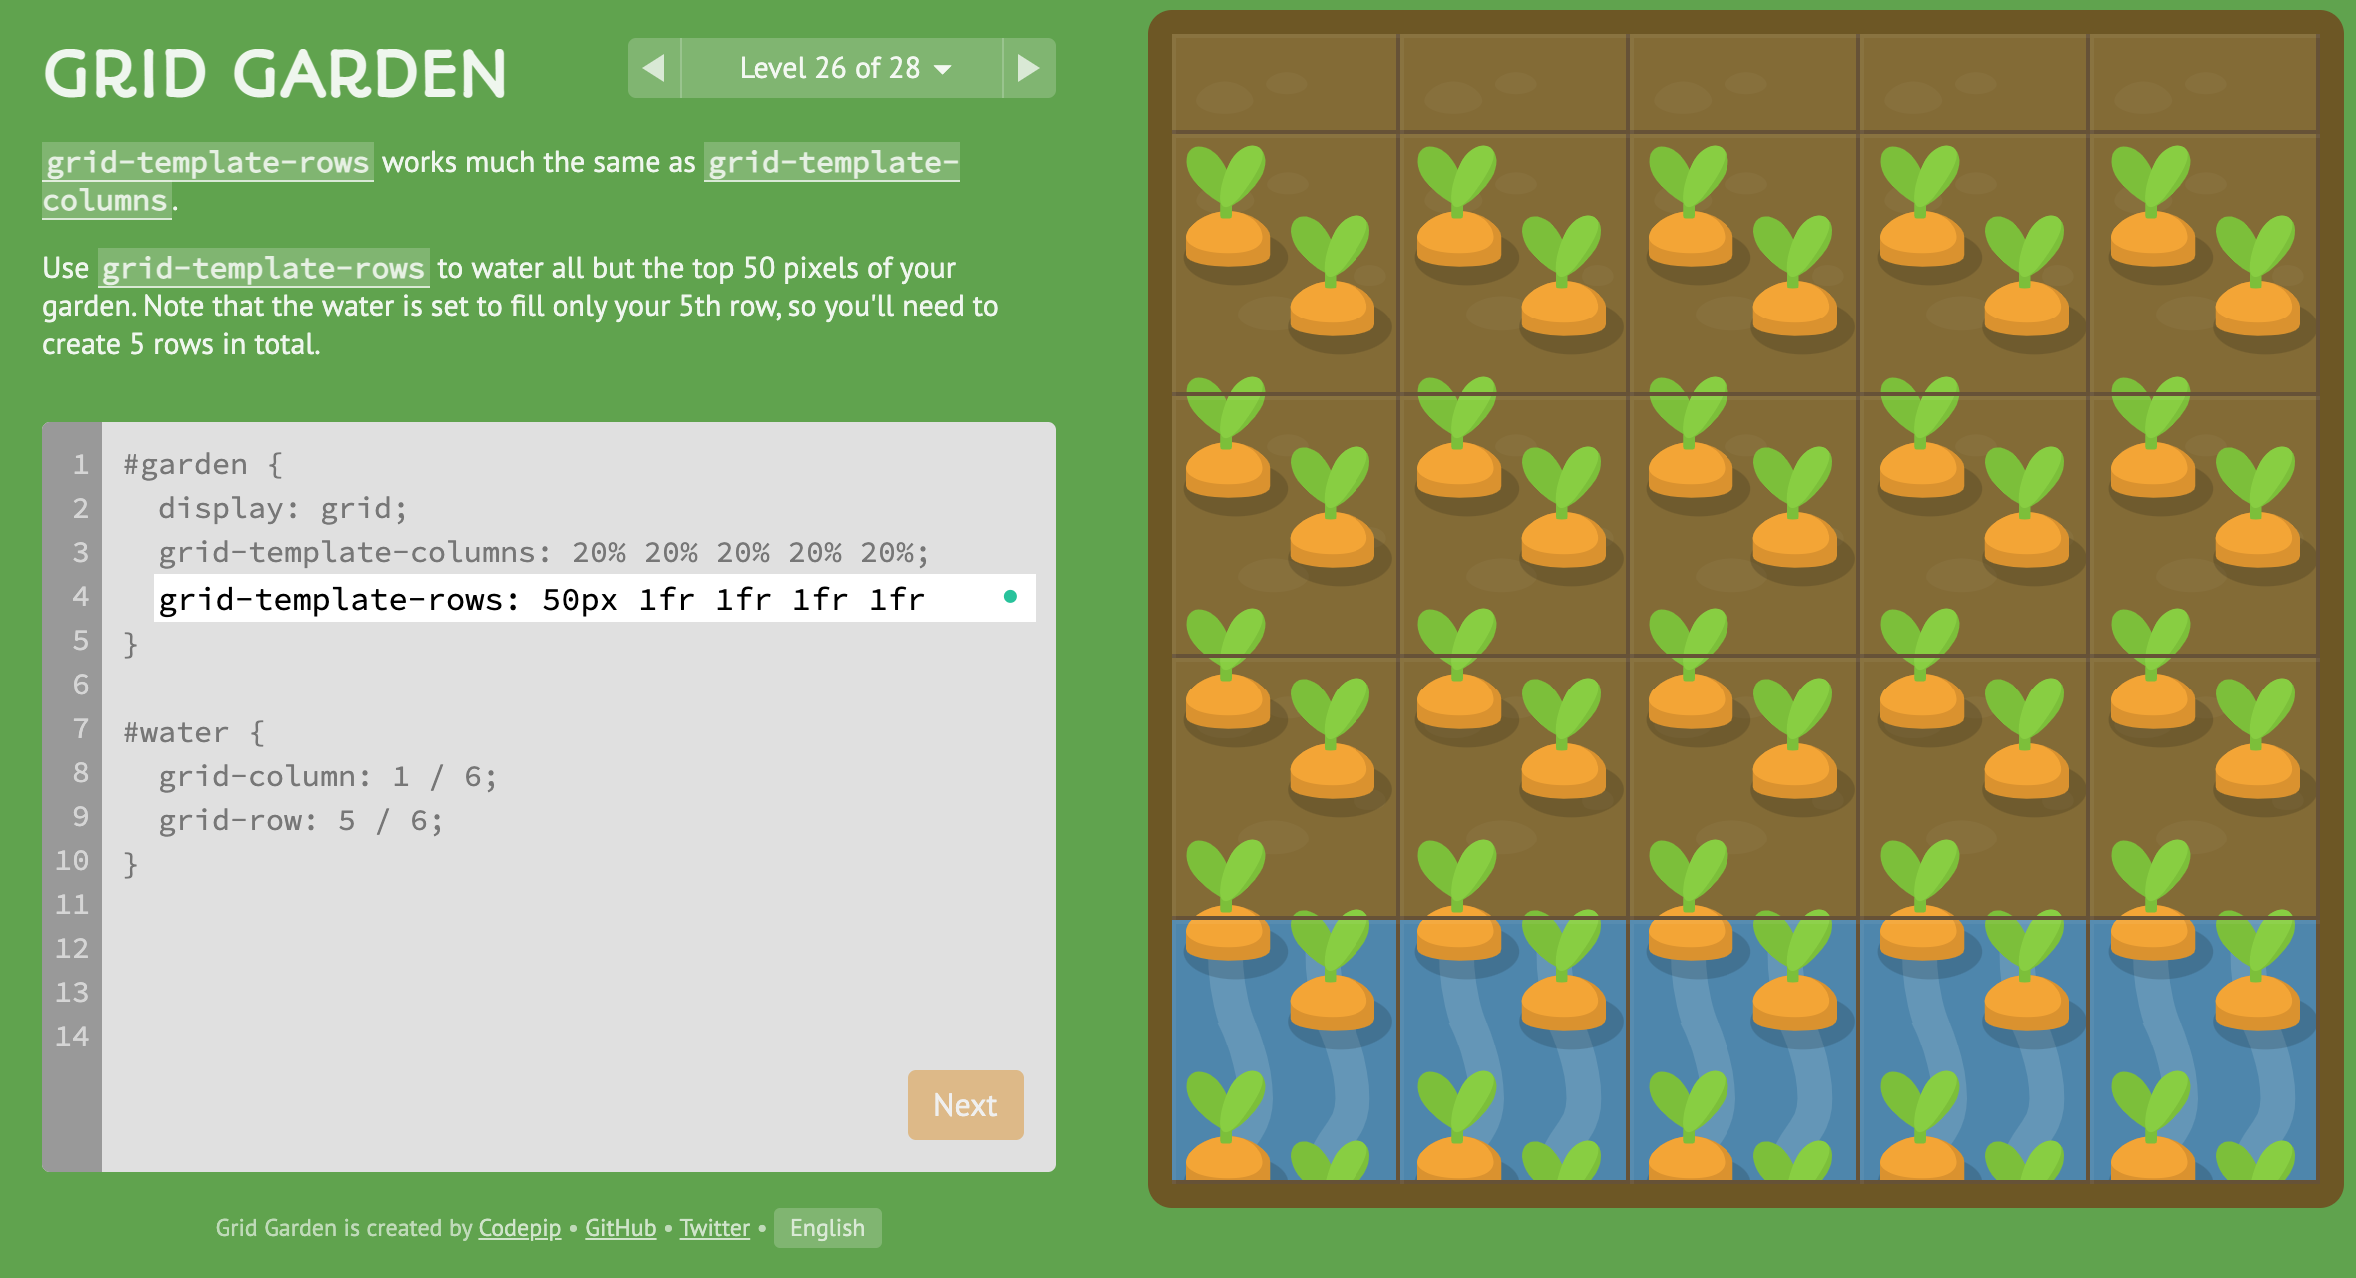 GRID GARDEN
Level 26 of 28
grid-template-rows works much the same as grid-template-
columns.
Use grid-template-rows to water all but the top 50 pixels of your
garden. Note that the water is set to fill only your 5th row, so you'll need to
create 5 rows in total.
1 #garden {
2 display: grid;
3 grid-template-columns: 20% 20% 20% 20% 20%;
4 grid-template-rows: 50px 1fr 1fr 1fr 1fr
5 }
6
7 #water {
8 grid-column: 1 / 6;
9 grid-row: 5 / 6;
10 }
11
12
13
14
Next
Grid Garden is created by Codepip • GitHub • Twitter • English